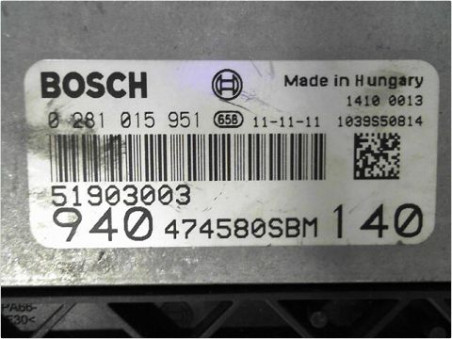 BOSCH Made in Hungary
1410 0013
0 281 015 951 658 11-11-11 1039S50814
51903003
940 474580SBM 140
PA66-